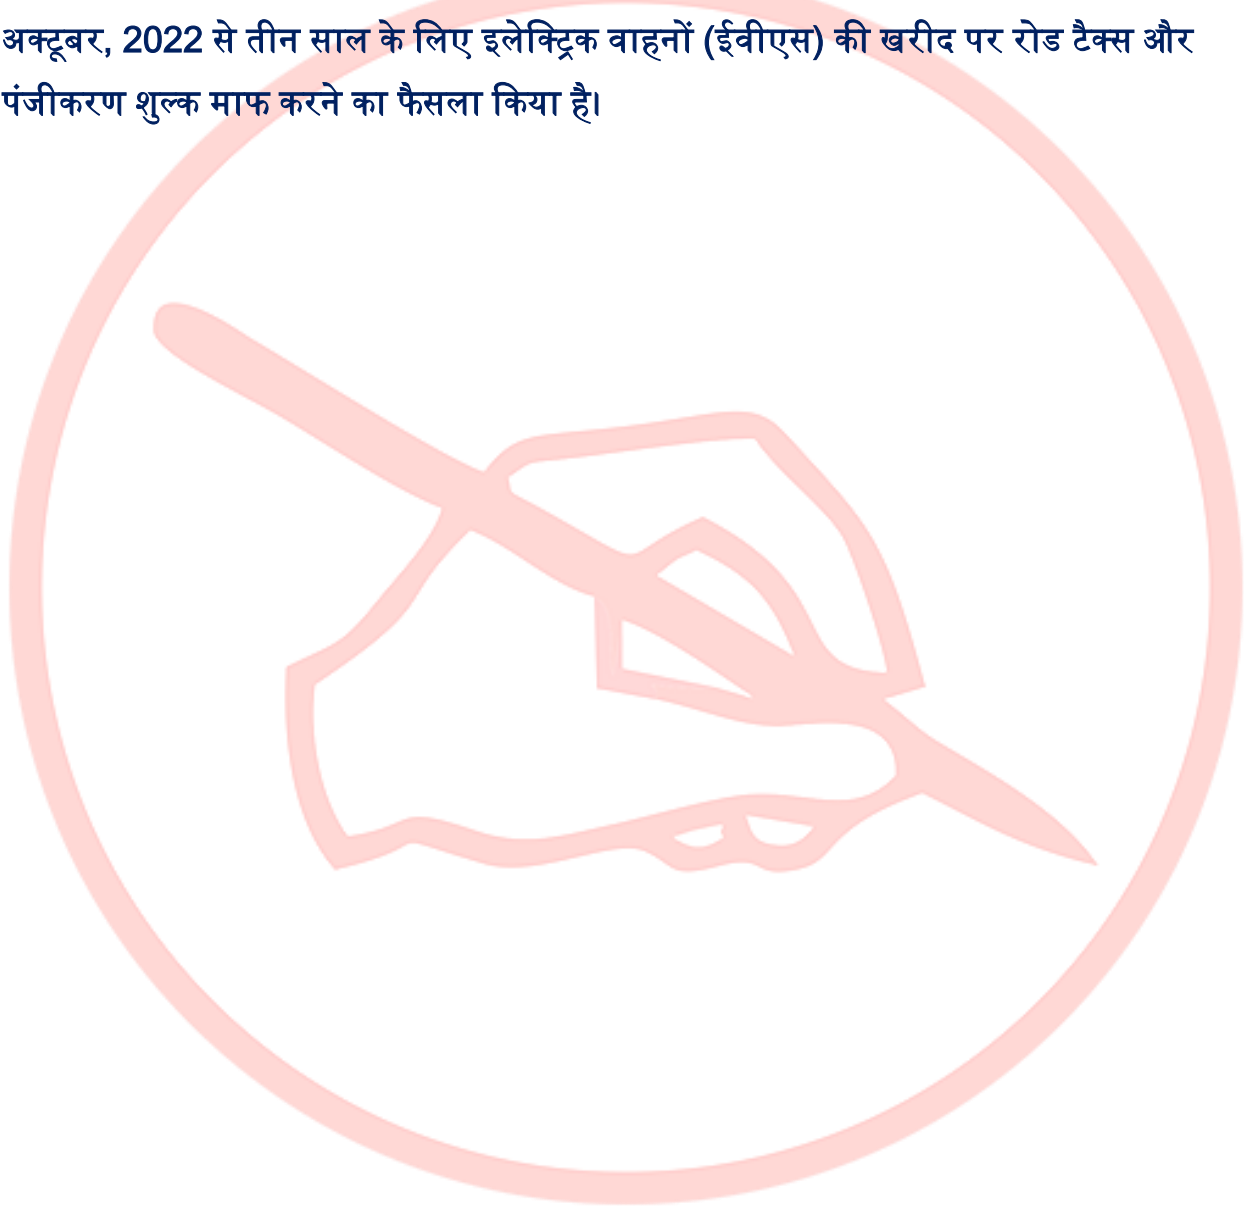 अक्टूबर, 2022 से तीन साल के लिए इलेक्ट्रिक वाहनों (ईवीएस) की खरीद पर रोड टैक्स और
पंजीकरण शुल्क माफ करने का फैसला किया है।